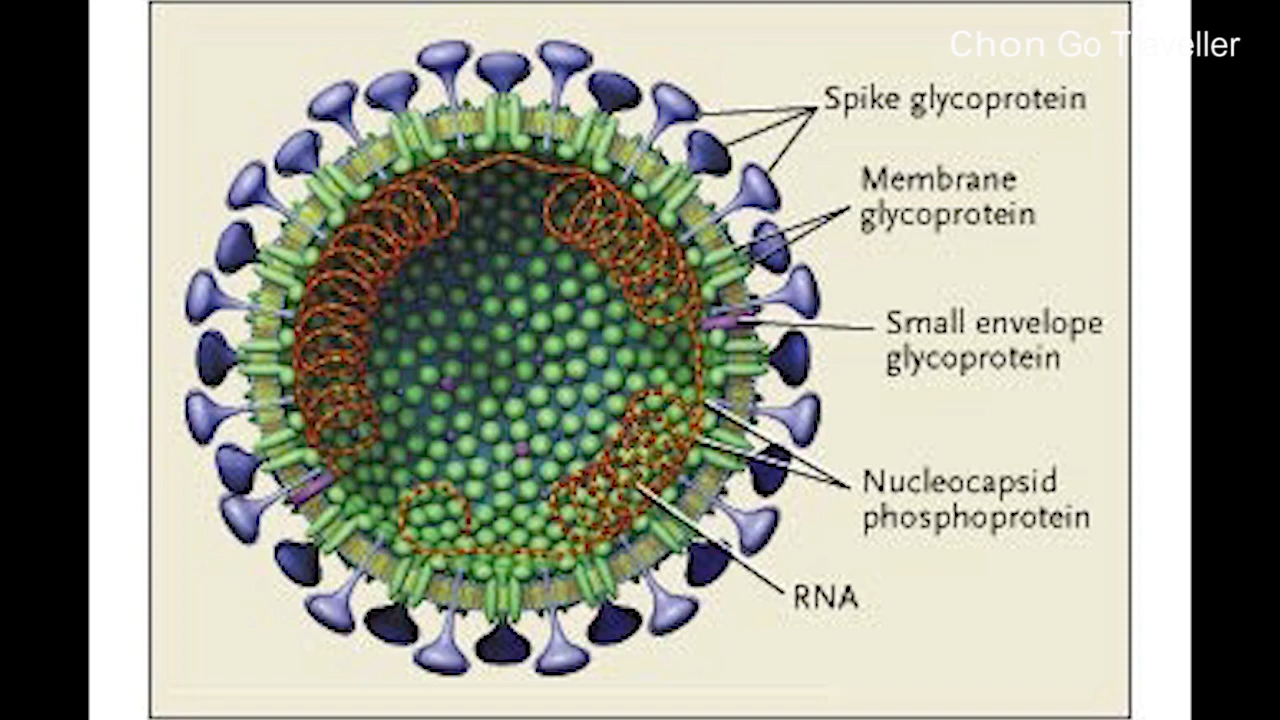 Chon Go Traveller
Spike glycoprotein
Membrane
glycoprotein
Small envelope
glycoprotein
Nucleocapsid
phosphoprotein
RNA